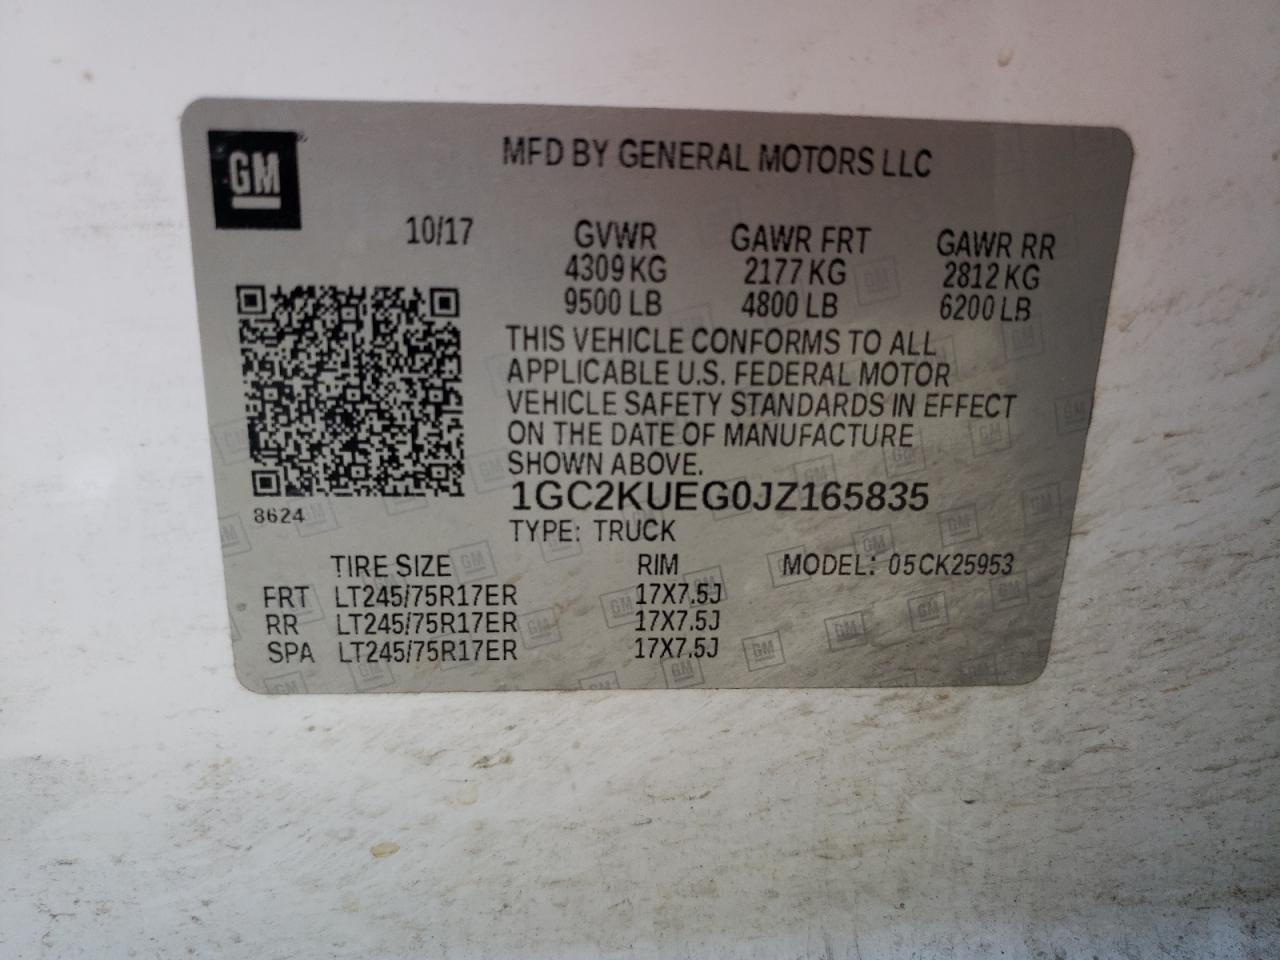 GM
MFD BY GENERAL MOTORS LLC
10/17 GVWR GAWR FRT GAWR RR
4309 KG 2177 KG 2812 KG
9500 LB 4800 LB 6200 LB
THIS VEHICLE CONFORMS TO ALL
APPLICABLE U.S. FEDERAL MOTOR
VEHICLE SAFETY STANDARDS IN EFFECT
ON THE DATE OF MANUFACTURE
SHOWN ABOVE.
1GC2KUEG0JZ165835
8624
TYPE: TRUCK
TIRE SIZE RIM MODEL: 05CK25953
FRT LT245/75R17ER 17X7.5J
RR LT245/75R17ER 17X7.5J
SPA LT245/75R17ER 17X7.5J